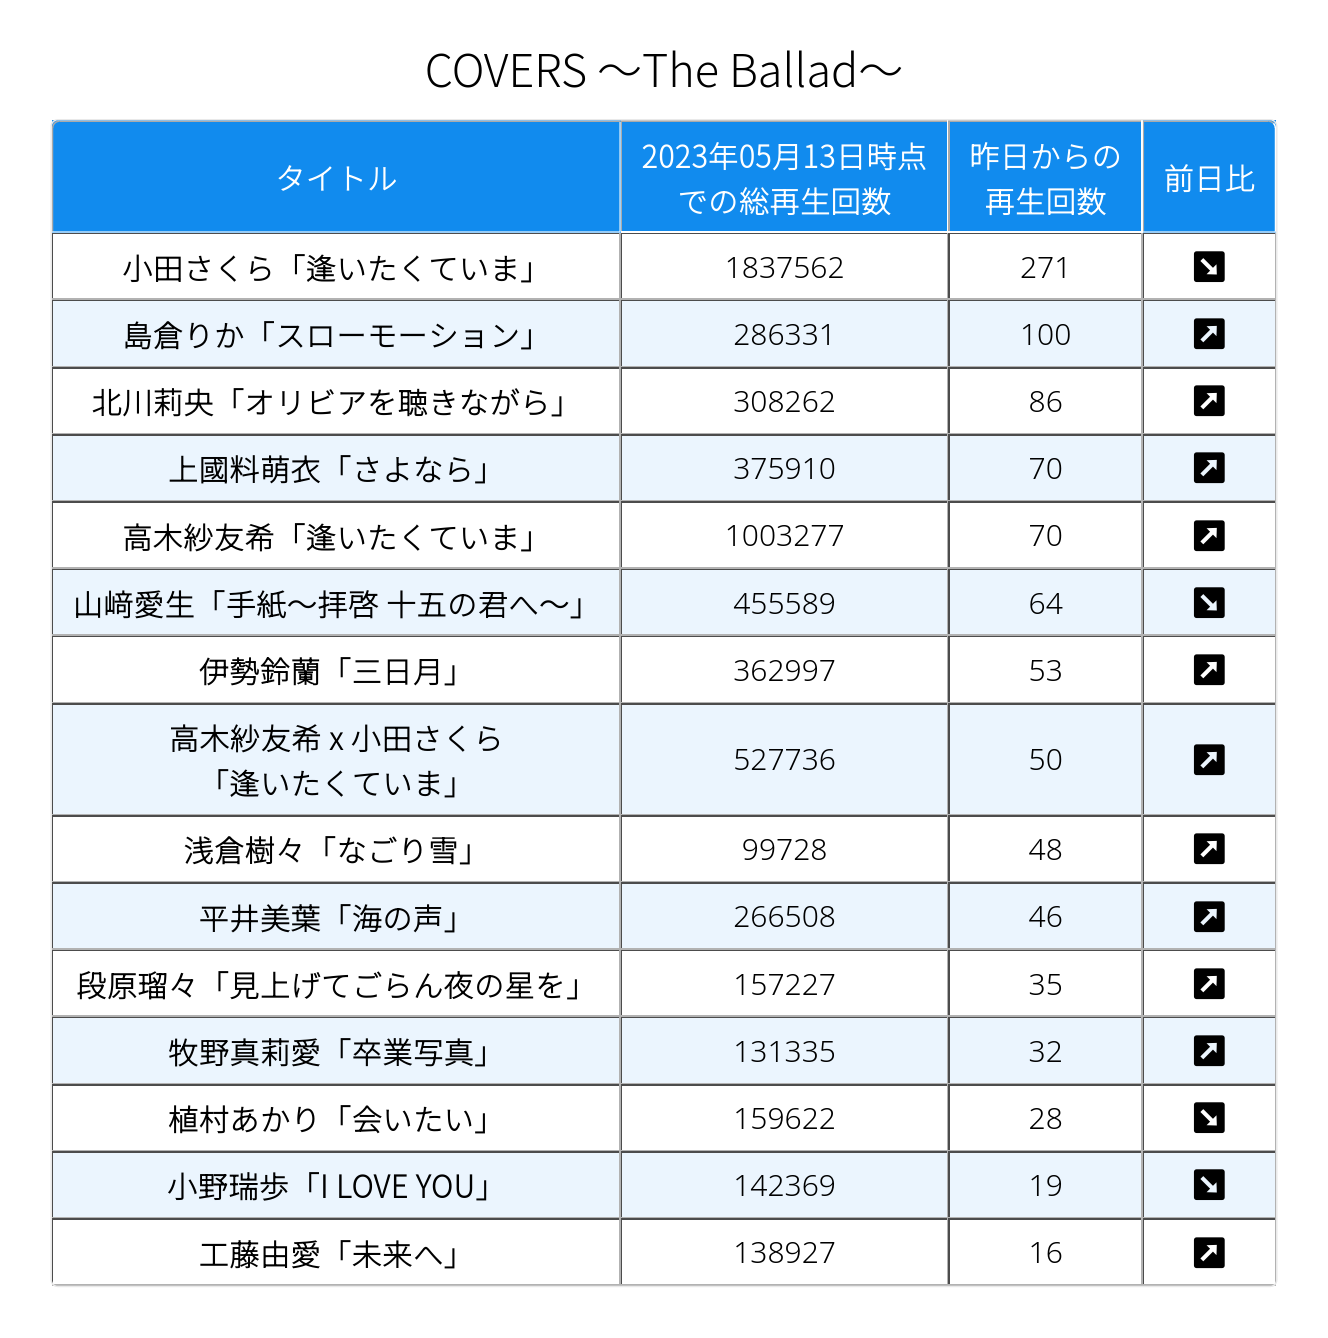 COVERS ～The Ballad～
タイトル
2023年05月13日時点
での総再生回数
昨日からの
再生回数
前日比
小田さくら「逢いたくていま」 1837562 271 ↘
島倉りか「スローモーション」 286331 100 ↗
北川莉央「オリビアを聴きながら」 308262 86 ↗
上國料萌衣「さよなら」 375910 70 ↗
高木紗友希「逢いたくていま」 1003277 70 ↗
山﨑愛生「手紙～拝啓 十五の君へ～」 455589 64 ↘
伊勢鈴蘭「三日月」 362997 53 ↗
高木紗友希 x 小田さくら
「逢いたくていま」 527736 50 ↗
浅倉樹々「なごり雪」 99728 48 ↗
平井美葉「海の声」 266508 46 ↗
段原瑠々「見上げてごらん夜の星を」 157227 35 ↗
牧野真莉愛「卒業写真」 131335 32 ↗
植村あかり「会いたい」 159622 28 ↘
小野瑞歩「I LOVE YOU」 142369 19 ↘
工藤由愛「未来へ」 138927 16 ↗